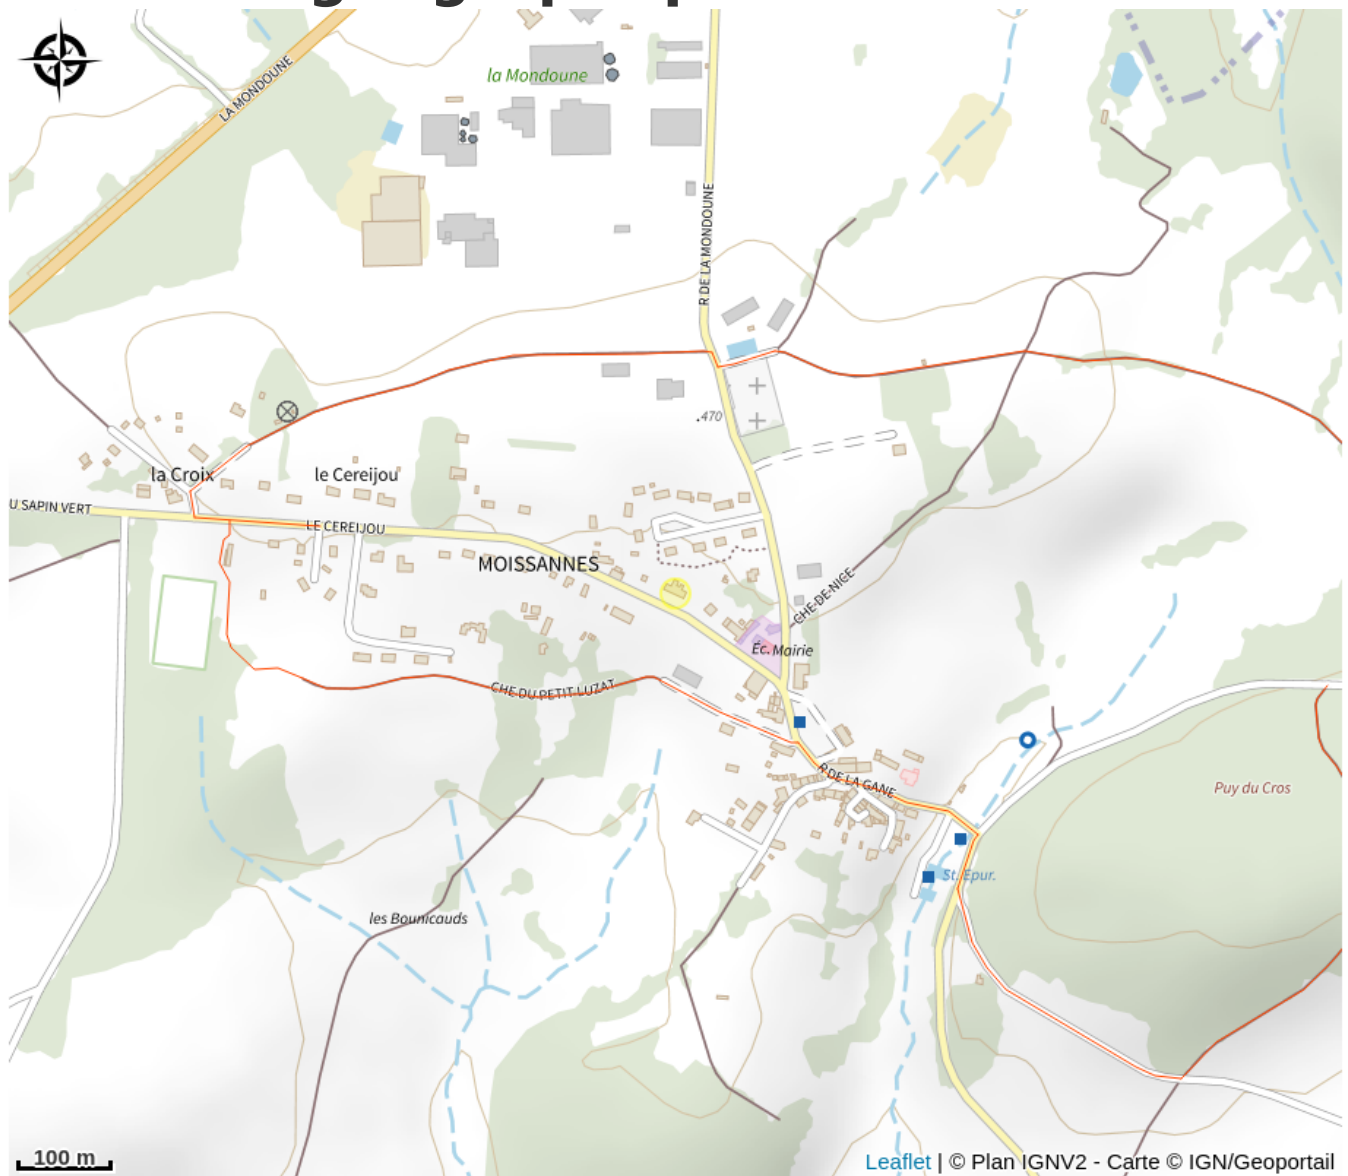 LA MONDOUNE
la Mondoune
R DE LA MONDOUNE
.470
la Croix
le Cereijou
U SAPIN VERT
LE CEREIJOU
MOISSANNES
CHE DE NICE
Éc. Mairie
CHE DU PETIT LUZAT
R DE LA GANE
Puy du Cros
St. Epur.
les Bounicauds
100 m
Leaflet | © Plan IGNV2 - Carte © IGN/Geoportail